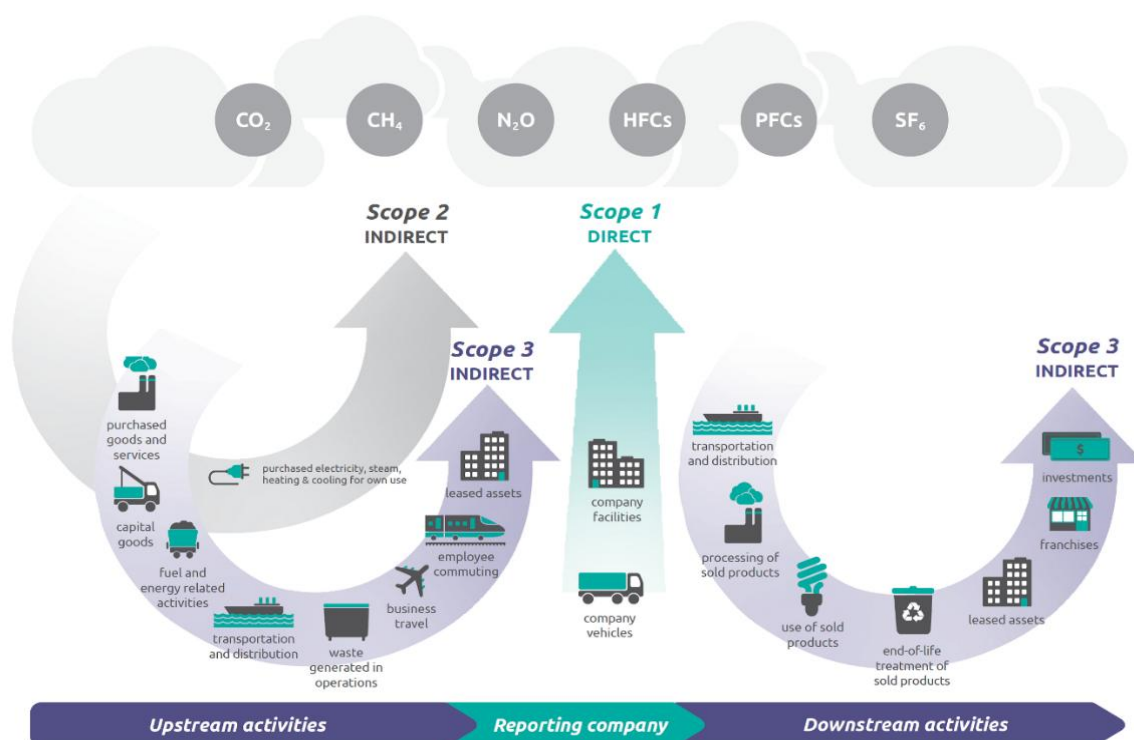 CO₂
CH₄
N₂O
HFCs
PFCs
SF₆
Scope 2
INDIRECT
Scope 1
DIRECT
Scope 3
INDIRECT
Scope 3
INDIRECT
purchased
goods and
services
capital
goods
fuel and
energy related
activities
purchased electricity, steam,
heating & cooling for own use
transportation
and distribution
waste
generated in
operations
business
travel
employee
commuting
leased assets
company
facilities
company
vehicles
transportation
and distribution
processing of
sold products
use of sold
products
end-of-life
treatment of
sold products
leased assets
franchises
$
investments
Upstream activities
Reporting company
Downstream activities